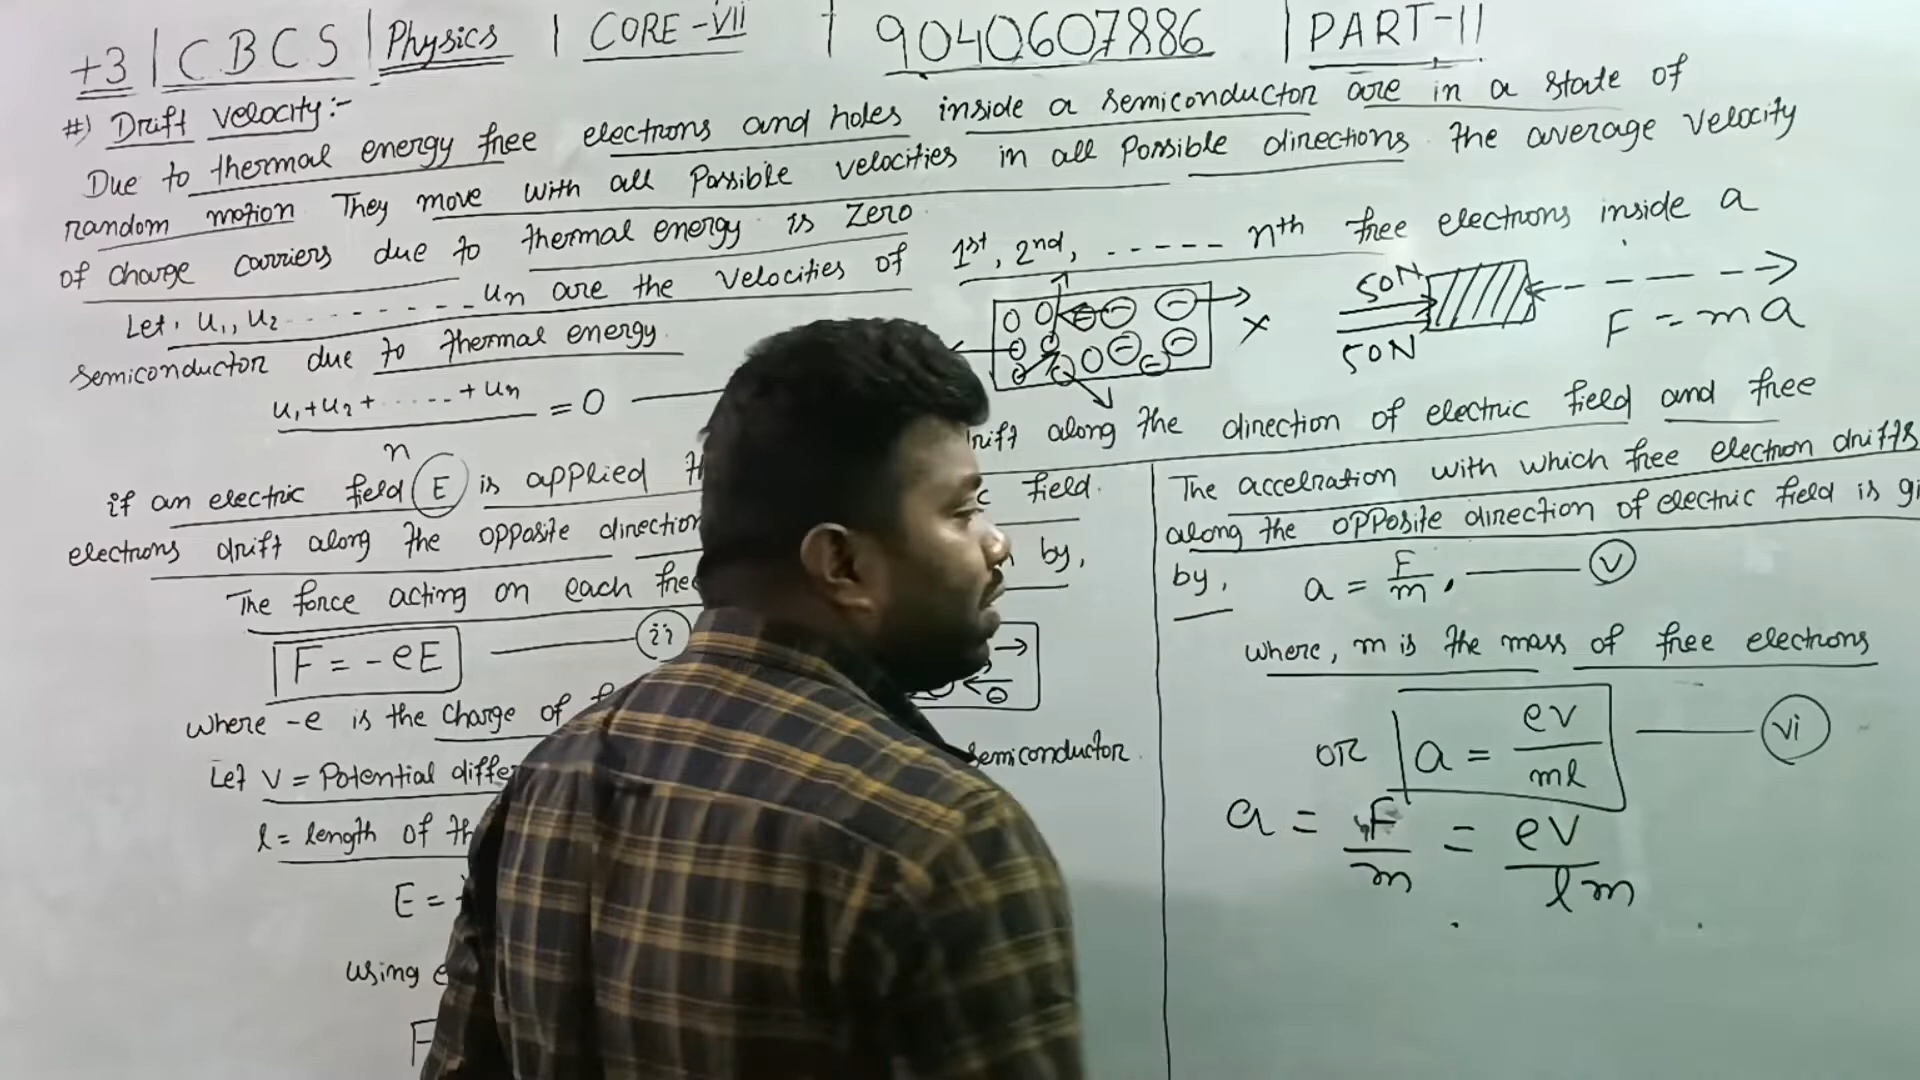 +3 | CBCS | Physics | CORE-VII | 9040607886 | PART-II
#) Drift velocity:-
Due to thermal energy free electrons and holes inside a semiconductor are in a state of
random motion They move with all Possible velocities in all Possible directions. The average velocity
of charge carriers due to thermal energy is zero
Let, u₁, u₂ ........ uₙ are the velocities of 1st, 2nd, ----- nth free electrons inside a
semiconductor due to thermal energy.
u₁+u₂+ ..... + uₙ / n = 0
50N
50N
F = ma
X
drift along the direction of electric field and free
if an electric field E is applied
electrons drift along the opposite direction
field.
The force acting on each free
by,
F = -eE (ii)
where -e is the charge of
Let V = Potential
semiconductor.
l = length of
E =
using
F
The accelration with which free electron drifts
along the opposite direction of electric field is
by, a = F/m, (v)
where, m is the mass of free electrons
or a = ev/ml (vi)
a = F/m = ev/lm